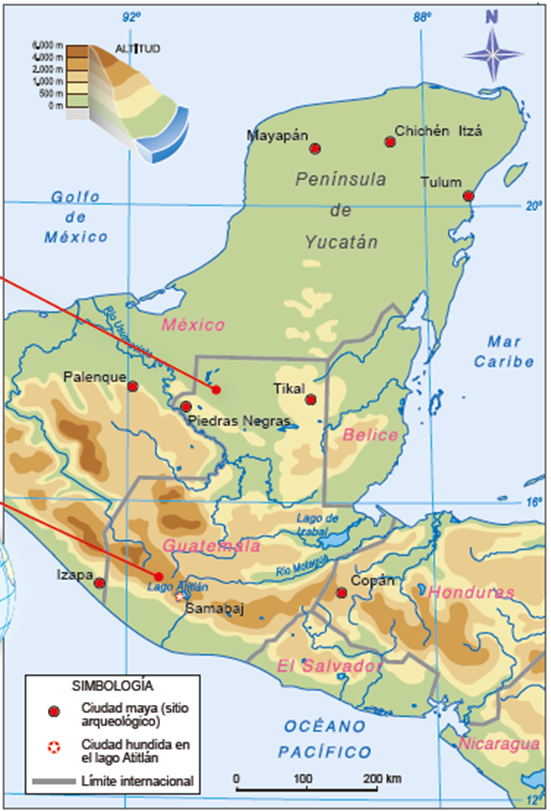 92º
88º
N
6,000 m
4,000 m
2,000 m
1,000 m
500 m
0 m
ALTITUD
Mayapán
Chichén Itzá
Península
de
Yucatán
Tulum
20º
Golfo
de
México
México
Río Usumacinta
Mar
Caribe
Palenque
Tikal
Piedras Negras
Belice
16º
Lago de
Izabal
Guatemala
Río Motagua
Izapa
Lago Atitlán
Samabaj
Copán
Honduras
El Salvador
SIMBOLOGÍA
Ciudad maya (sitio
arqueológico)
Ciudad hundida en
el lago Atitlán
Límite internacional
OCÉANO
PACÍFICO
0 100 200 km
Nicaragua
12º